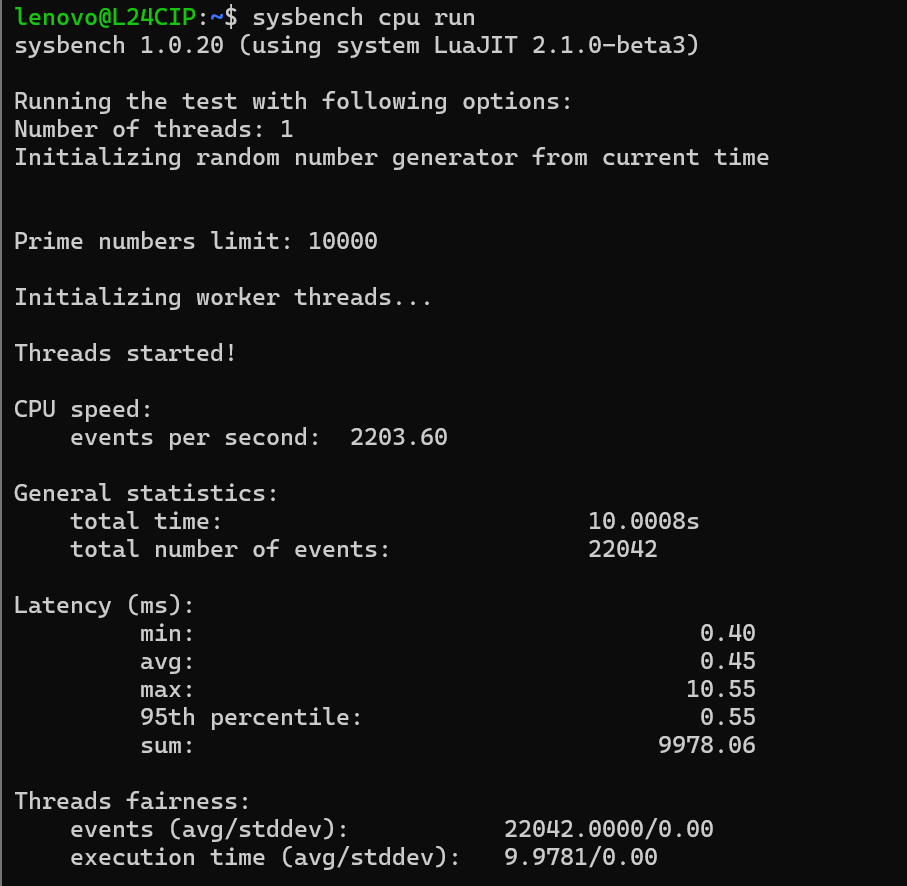 lenovo@L24CIP:~$ sysbench cpu run
sysbench 1.0.20 (using system LuaJIT 2.1.0-beta3)
Running the test with following options:
Number of threads: 1
Initializing random number generator from current time
Prime numbers limit: 10000
Initializing worker threads...
Threads started!
CPU speed:
    events per second:  2203.60
General statistics:
    total time:                          10.0008s
    total number of events:              22042
Latency (ms):
         min:                                    0.40
         avg:                                    0.45
         max:                                   10.55
         95th percentile:                        0.55
         sum:                                 9978.06
Threads fairness:
    events (avg/stddev):           22042.0000/0.00
    execution time (avg/stddev):   9.9781/0.00